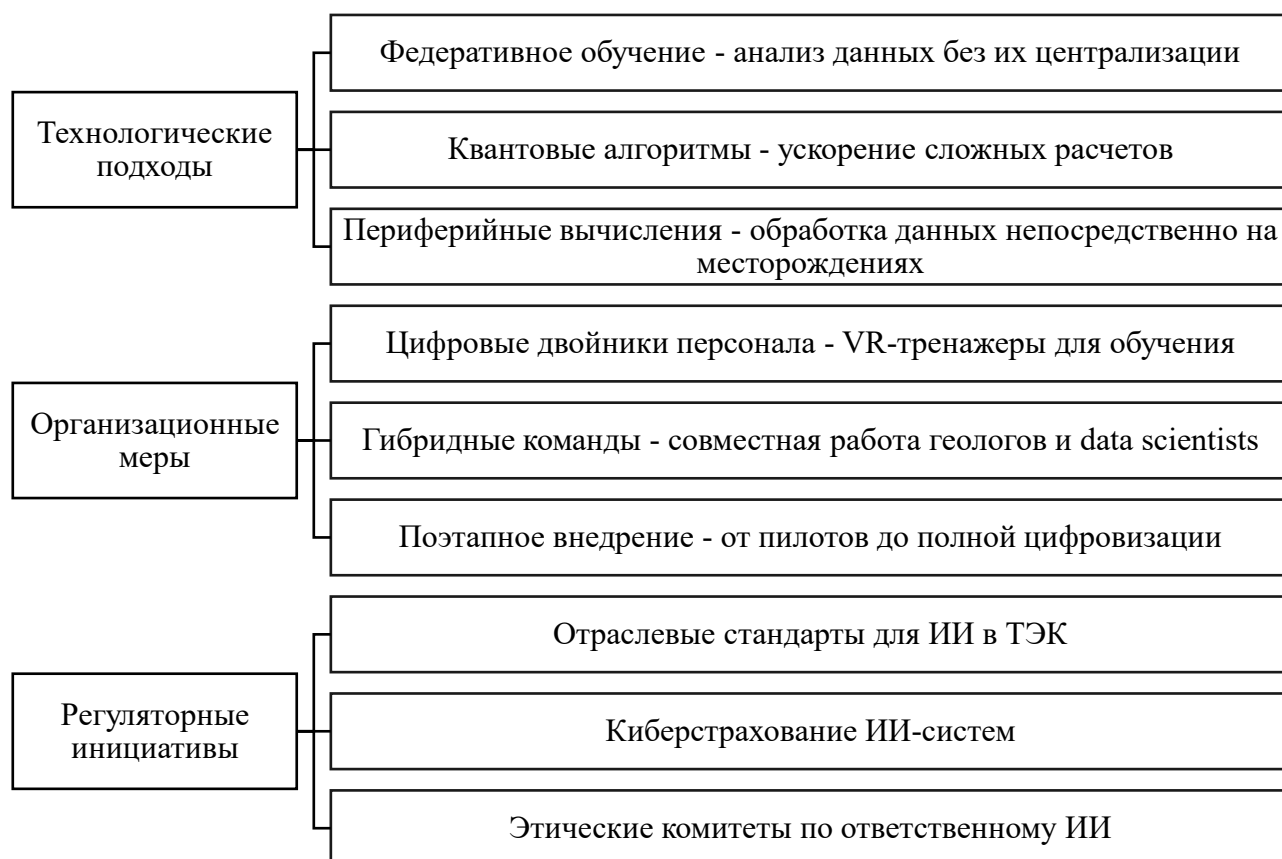 Технологические
подходы
Федеративное обучение - анализ данных без их централизации
Квантовые алгоритмы - ускорение сложных расчетов
Периферийные вычисления - обработка данных непосредственно на
месторождениях
Организационные
меры
Цифровые двойники персонала - VR-тренажеры для обучения
Гибридные команды - совместная работа геологов и data scientists
Поэтапное внедрение - от пилотов до полной цифровизации
Регуляторные
инициативы
Отраслевые стандарты для ИИ в ТЭК
Киберстрахование ИИ-систем
Этические комитеты по ответственному ИИ